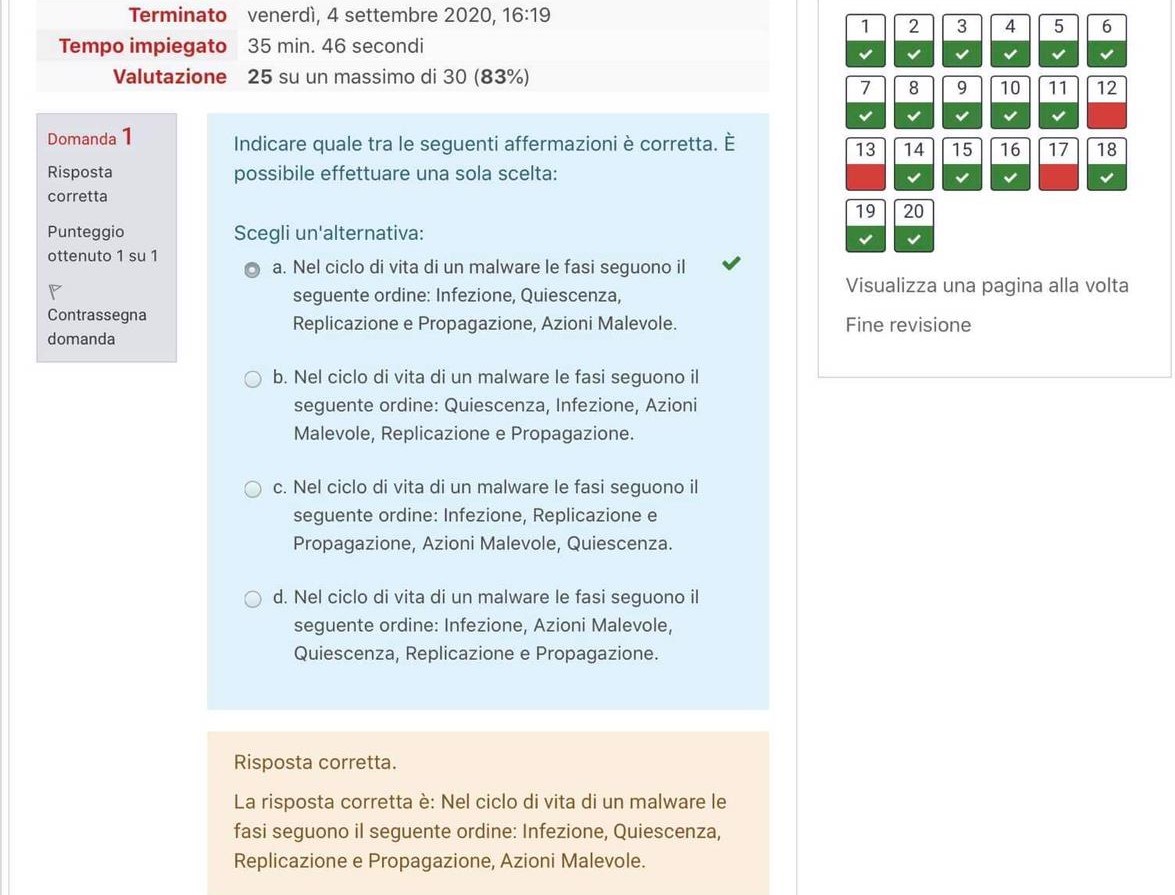 Terminato venerdì, 4 settembre 2020, 16:19
Tempo impiegato 35 min. 46 secondi
Valutazione 25 su un massimo di 30 (83%)
Domanda 1
Risposta
corretta
Punteggio
ottenuto 1 su 1
Contrassegna
domanda
Indicare quale tra le seguenti affermazioni è corretta. È
possibile effettuare una sola scelta:
Scegli un'alternativa:
a. Nel ciclo di vita di un malware le fasi seguono il
seguente ordine: Infezione, Quiescenza,
Replicazione e Propagazione, Azioni Malevole.
b. Nel ciclo di vita di un malware le fasi seguono il
seguente ordine: Quiescenza, Infezione, Azioni
Malevole, Replicazione e Propagazione.
c. Nel ciclo di vita di un malware le fasi seguono il
seguente ordine: Infezione, Replicazione e
Propagazione, Azioni Malevole, Quiescenza.
d. Nel ciclo di vita di un malware le fasi seguono il
seguente ordine: Infezione, Azioni Malevole,
Quiescenza, Replicazione e Propagazione.
Risposta corretta.
La risposta corretta è: Nel ciclo di vita di un malware le
fasi seguono il seguente ordine: Infezione, Quiescenza,
Replicazione e Propagazione, Azioni Malevole.
1 2 3 4 5 6
7 8 9 10 11 12
13 14 15 16 17 18
19 20
Visualizza una pagina alla volta
Fine revisione